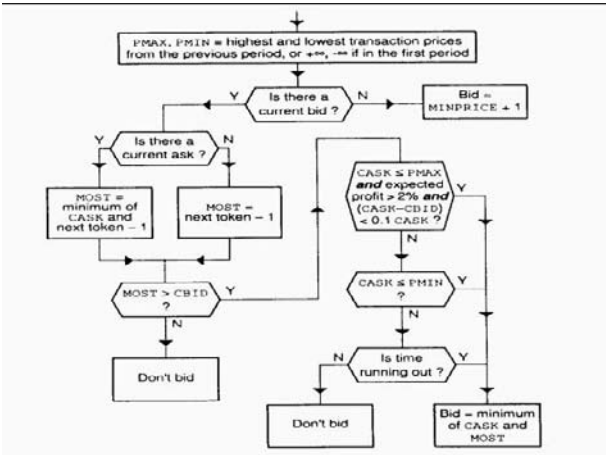 PMAX, PMIN = highest and lowest transaction prices
from the previous period, or +∞, -∞ if in the first period
Is there a
current bid ?
Y
N
Bid =
MINPRICE + 1
Is there a
current ask ?
Y
N
MOST =
minimum of
CASK and
next token - 1
MOST =
next token - 1
CASK ≤ PMAX
and expected
profit > 2% and
(CASK-CBID)
< 0.1 CASK ?
Y
N
MOST > CBID
?
Y
N
CASK ≤ PMIN
?
Y
N
Don't bid
Is time
running out ?
N
Y
Don't bid
Bid = minimum
of CASK and
MOST